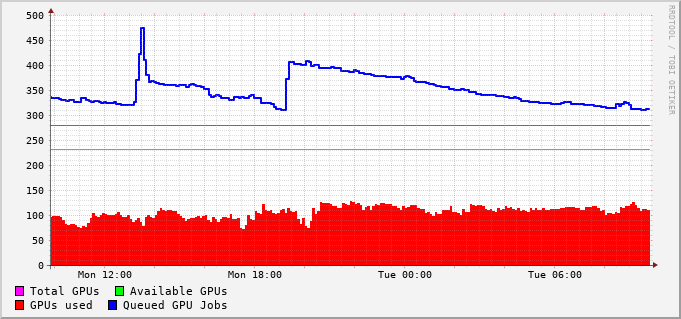 500
450
400
350
300
250
200
150
100
50
0
Mon 12:00 Mon 18:00 Tue 00:00 Tue 06:00
Total GPUs Available GPUs
GPUs used Queued GPU Jobs
RRDTOOL / TOBI OETIKER